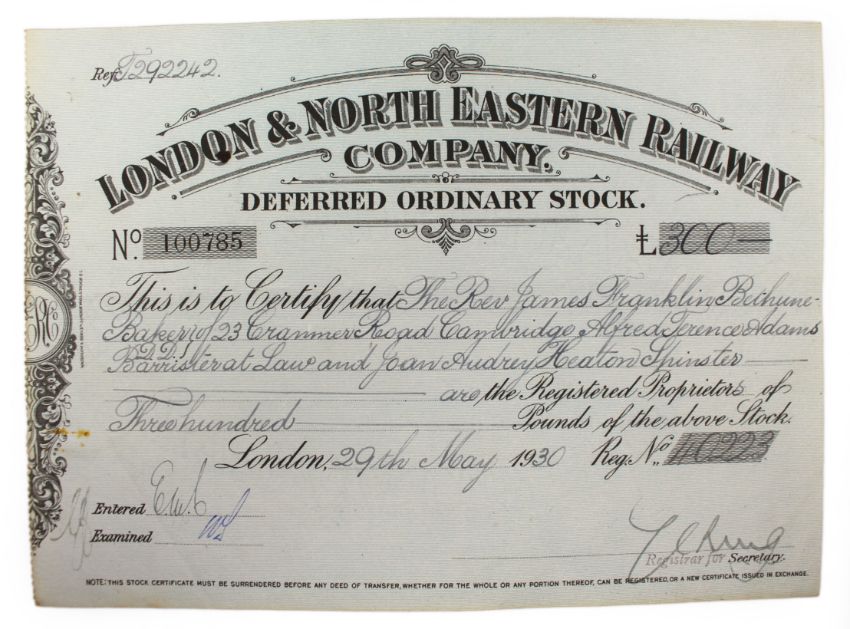 Ref. T292242.
LONDON & NORTH EASTERN RAILWAY
COMPANY.
DEFERRED ORDINARY STOCK.
No. 100785 £300
This is to Certify that The Rev James Franklin Bethune-
Baker of 23 Cranmer Road Cambridge, Alfred Terence Adams
DD
Barrister at Law and Joan Audrey Heaton Spinster
are the Registered Proprietors of
Three hundred Pounds of the above Stock.
London, 29th May 1930 Reg. No. 40223
Entered
Examined
Registrar for Secretary.
NOTE: THIS STOCK CERTIFICATE MUST BE SURRENDERED BEFORE ANY DEED OF TRANSFER, WHETHER FOR THE WHOLE OR ANY PORTION THEREOF, CAN BE REGISTERED, OR A NEW CERTIFICATE ISSUED IN EXCHANGE.